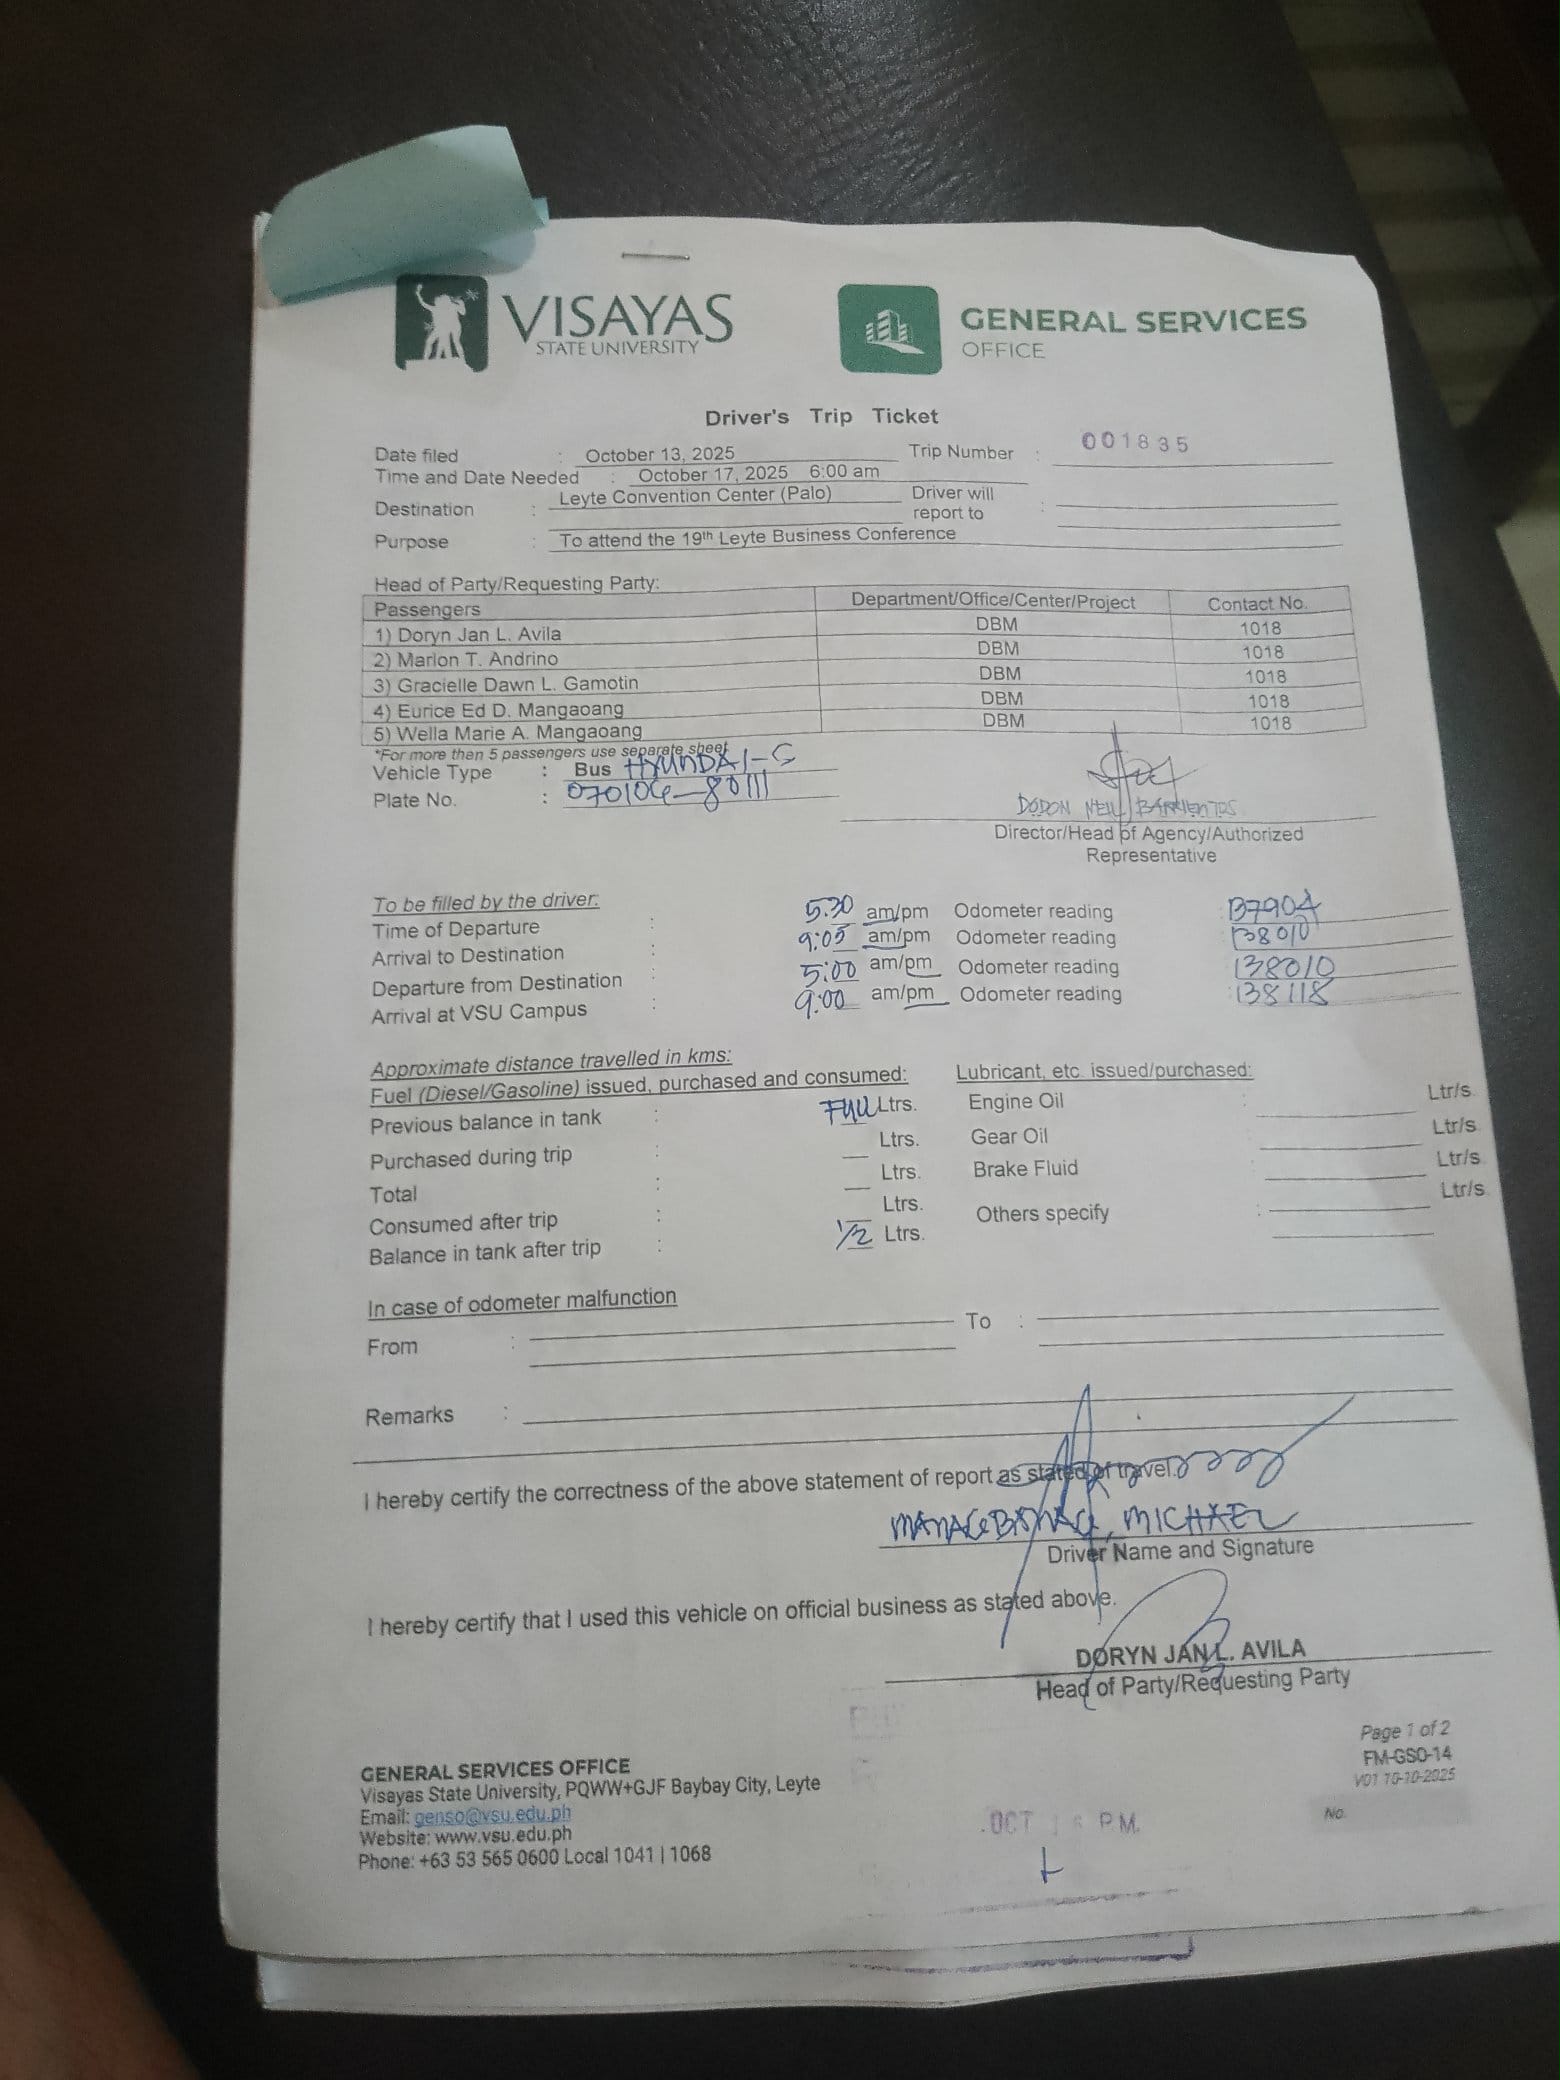 VISAYAS
STATE UNIVERSITY
GENERAL SERVICES
OFFICE
Driver's Trip Ticket
Date filed : October 13, 2025 Trip Number : 001835
Time and Date Needed : October 17, 2025 6:00 am
Destination : Leyte Convention Center (Palo) Driver will report to :
Purpose : To attend the 19th Leyte Business Conference
Head of Party/Requesting Party:
Passengers Department/Office/Center/Project Contact No.
1) Doryn Jan L. Avila DBM 1018
2) Marlon T. Andrino DBM 1018
3) Gracielle Dawn L. Gamotin DBM 1018
4) Eurice Ed D. Mangaoang DBM 1018
5) Wella Marie A. Mangaoang DBM 1018
*For more than 5 passengers use separate sheet
Vehicle Type : Bus HYUNDAI-S
Plate No. :
DODON NEIL BARRIENTOS
Director/Head of Agency/Authorized
Representative
To be filled by the driver:
Time of Departure : 5:30 am/pm Odometer reading : 137904
Arrival to Destination : 9:05 am/pm Odometer reading 138010
Departure from Destination : 5:00 am/pm Odometer reading 138010
Arrival at VSU Campus : 9:00 am/pm Odometer reading 138118
Approximate distance travelled in kms:
Fuel (Diesel/Gasoline) issued, purchased and consumed: Lubricant, etc. issued/purchased:
Previous balance in tank : FULL Ltrs. Engine Oil : Ltr/s.
Purchased during trip : Ltrs. Gear Oil Ltr/s
Total : Ltrs. Brake Fluid Ltr/s.
Consumed after trip : Ltrs. Others specify : Ltr/s.
Balance in tank after trip : 1/2 Ltrs.
In case of odometer malfunction
From : To :
Remarks :
I hereby certify the correctness of the above statement of report as stated of travel.
MICHAEL
Driver Name and Signature
I hereby certify that I used this vehicle on official business as stated above.
DORYN JAN L. AVILA
Head of Party/Requesting Party
Page 1 of 2
FM-GSO-14
V01 10-10-2025
No.
GENERAL SERVICES OFFICE
Visayas State University, PQWW+GJF Baybay City, Leyte
Email: genso@vsu.edu.ph
Website: www.vsu.edu.ph
Phone: +63 53 565 0600 Local 1041 | 1068
OCT P.M.